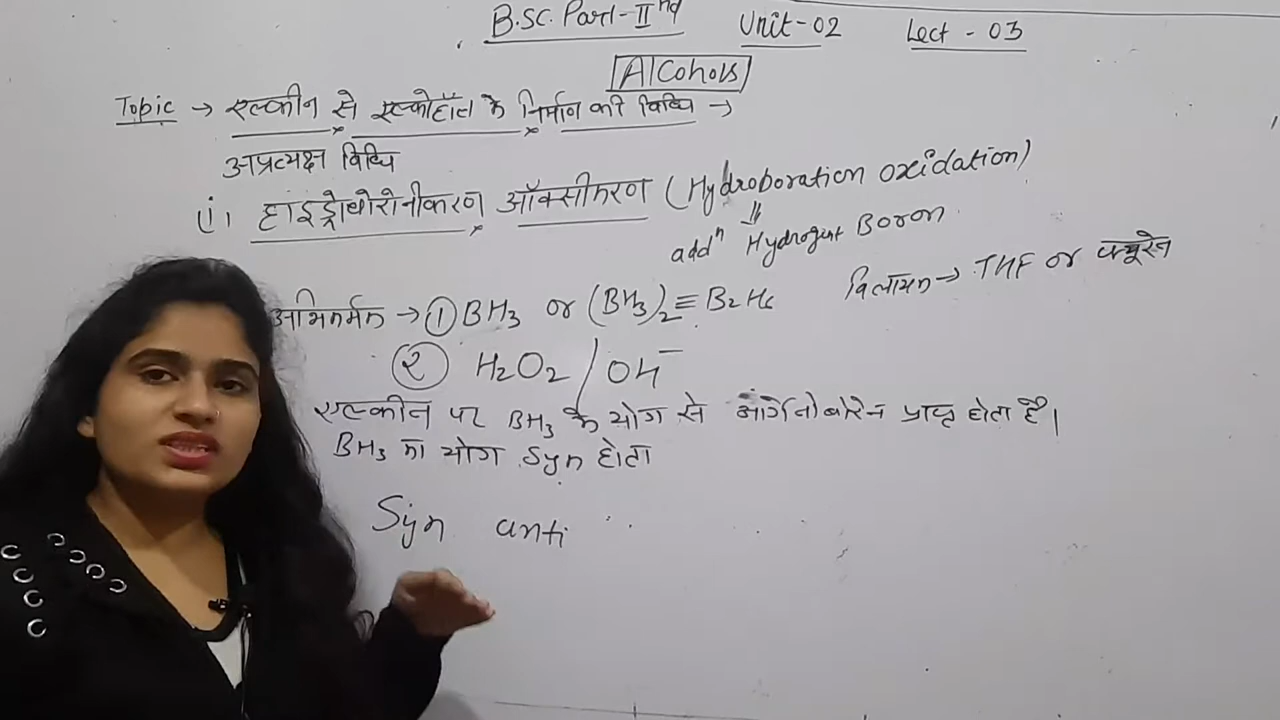 B.SC. Part-IInd Unit-02 Lect - 03
Alcohols
Topic → एल्कीन से एल्कोहॉल के निर्माण की विधि →
अप्रत्यक्ष विधि
(i) हाइड्रोबोरोनीकरण ऑक्सीकरण (Hydroboration oxidation)
addn Hydrogen & Boron
विलायक → THF or
अभिकर्मक → ① BH3 or (BH3)2 ≡ B2H6
② H2O2 / OH−
एल्कीन पर BH3 के योग से आर्गेनोबोरेन प्राप्त होता है।
BH3 का योग Syn होता
Syn anti